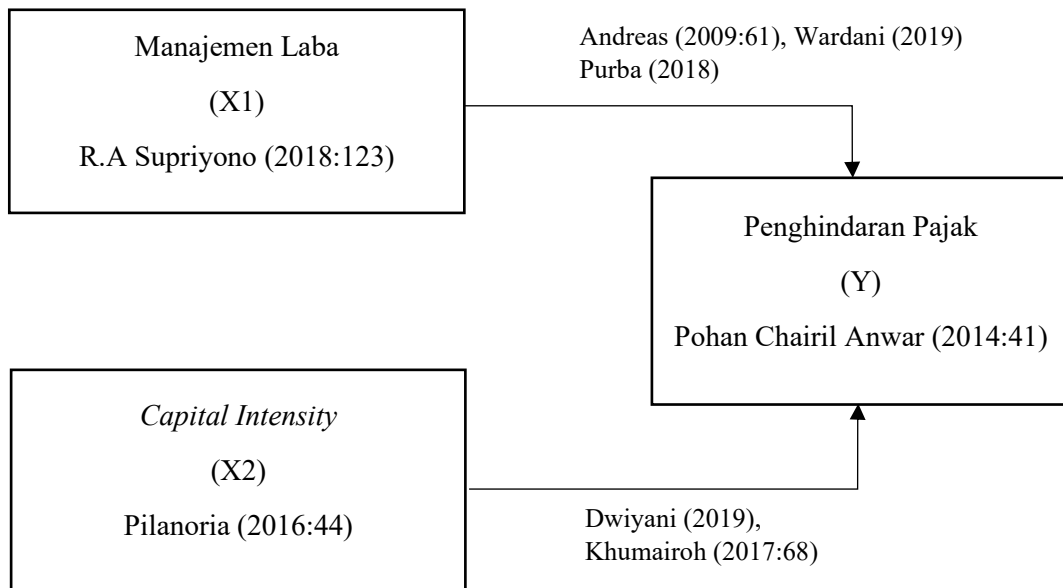 Manajemen Laba
(X1)
R.A Supriyono (2018:123)
Andreas (2009:61), Wardani (2019)
Purba (2018)
Penghindaran Pajak
(Y)
Pohan Chairil Anwar (2014:41)
Capital Intensity
(X2)
Pilanoria (2016:44)
Dwiyani (2019),
Khumairoh (2017:68)